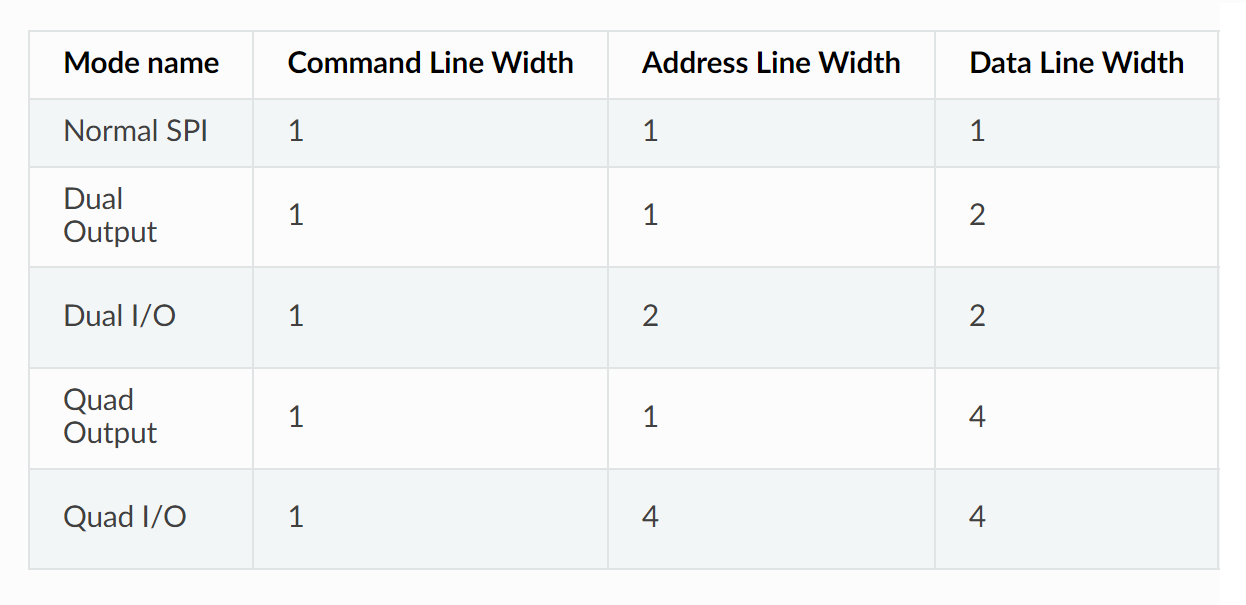 Mode name Command Line Width Address Line Width Data Line Width
Normal SPI 1 1 1
Dual
Output 1 1 2
Dual I/O 1 2 2
Quad
Output 1 1 4
Quad I/O 1 4 4